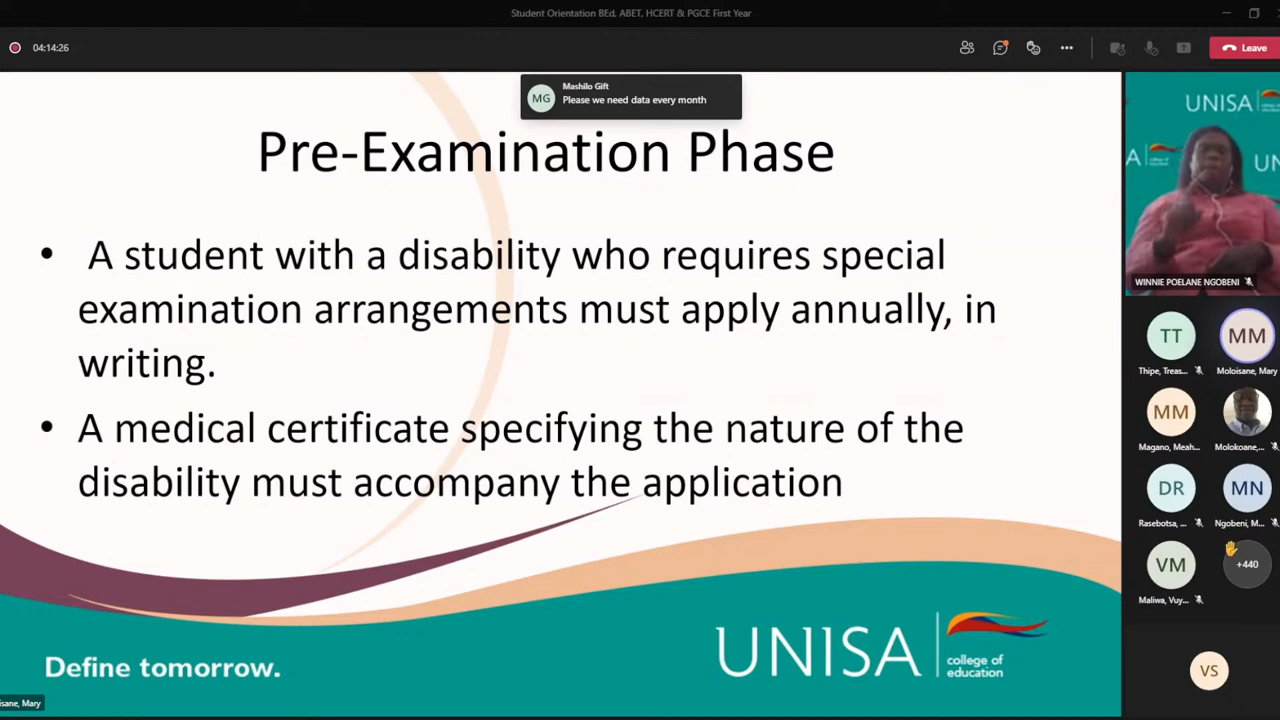 Student Orientation BEd, ABET, HCERT & PGCE First Year
04:14:26
Leave
MG
Mashilo Gift
Please we need data every month
Pre-Examination Phase
• A student with a disability who requires special
examination arrangements must apply annually, in
writing.
• A medical certificate specifying the nature of the
disability must accompany the application
Define tomorrow.
UNISA
college of
education
isane, Mary
UNISA
WINNIE POELANE NGOBENI
TT
Thipe, Treas...
MM
Moloisane, Mary
MM
Magano, Meah...
Molokoane,...
DR
Rasebotsa, ...
MN
Ngobeni, M...
VM
Maliwa, Vuy...
+440
VS